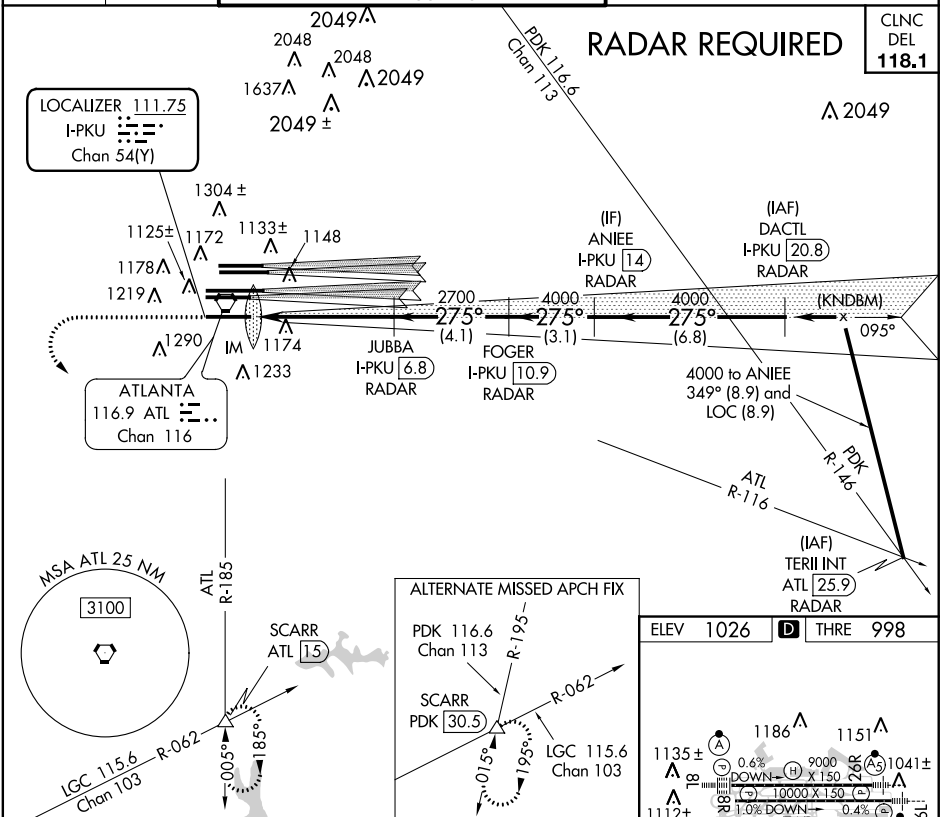 2049
2048
2048
1637
2049
2049 ±
PDK 116.6
Chan 113
RADAR REQUIRED
CLNC
DEL
118.1
2049
LOCALIZER 111.75
I-PKU
Chan 54(Y)
1304 ±
1125±
1172
1133±
1148
1178
1219
(IF)
ANIEE
I-PKU 14
RADAR
(IAF)
DACTL
I-PKU 20.8
RADAR
2700
4000
4000
(KNDBM)
275°
275°
275°
x
095°
(4.1)
(3.1)
(6.8)
1290
IM
1174
1233
JUBBA
I-PKU 6.8
RADAR
FOGER
I-PKU 10.9
RADAR
4000 to ANIEE
349° (8.9) and
LOC (8.9)
ATLANTA
116.9 ATL
Chan 116
PDK
R-146
ATL
R-116
(IAF)
TERII INT
ATL 25.9
RADAR
MSA ATL 25 NM
3100
ATL
R-185
SCARR
ATL 15
LGC 115.6
Chan 103
R-062
005°
185°
ALTERNATE MISSED APCH FIX
PDK 116.6
Chan 113
R-195
SCARR
PDK 30.5
R-062
LGC 115.6
Chan 103
015°
195°
ELEV 1026 D THRE 998
1186
1151
A
1135±
P
0.6%
DOWN
H
9000
X 150
26R
A5
1041±
8L
10000 X 150
P
P
8R
1.0% DOWN
0.4%
P
1112±
6L